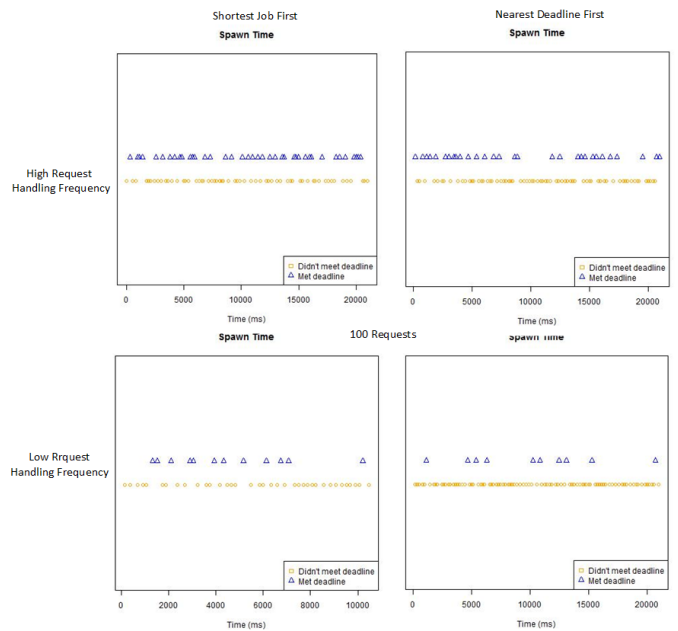 Shortest Job First
Nearest Deadline First
Spawn Time
Spawn Time
High Request
Handling Frequency
Didn't meet deadline
Met deadline
Didn't meet deadline
Met deadline
0 5000 10000 15000 20000
0 5000 10000 15000 20000
Time (ms)
Time (ms)
100 Requests
Spawn Time
Spawn Time
Low Rrquest
Handling Frequency
Didn't meet deadline
Met deadline
Didn't meet deadline
Met deadline
0 2000 4000 6000 8000 10000
0 5000 10000 15000 20000
Time (ms)
Time (ms)